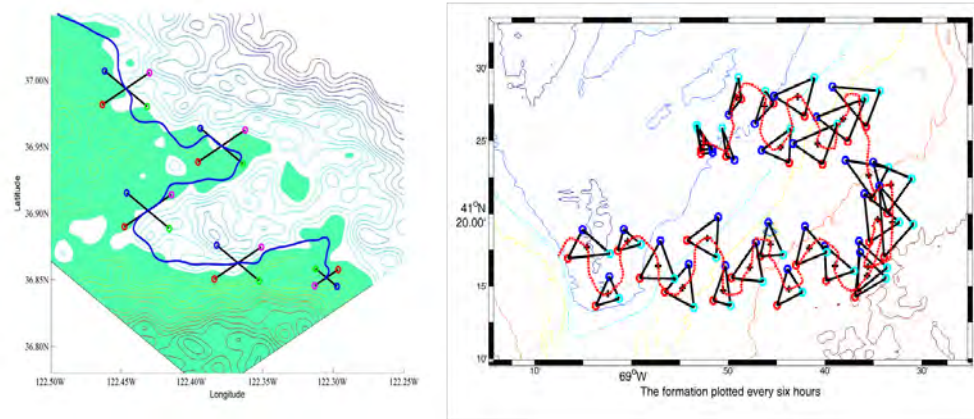 37.00N
36.95N
36.90N
36.85N
36.80N
Latitude
122.50W 122.45W 122.40W 122.35W 122.30W 122.25W
Longitude
30'
25'
41°N
20.00'
15'
10'
10' 69°W 50' 40' 30'
The formation plotted every six hours